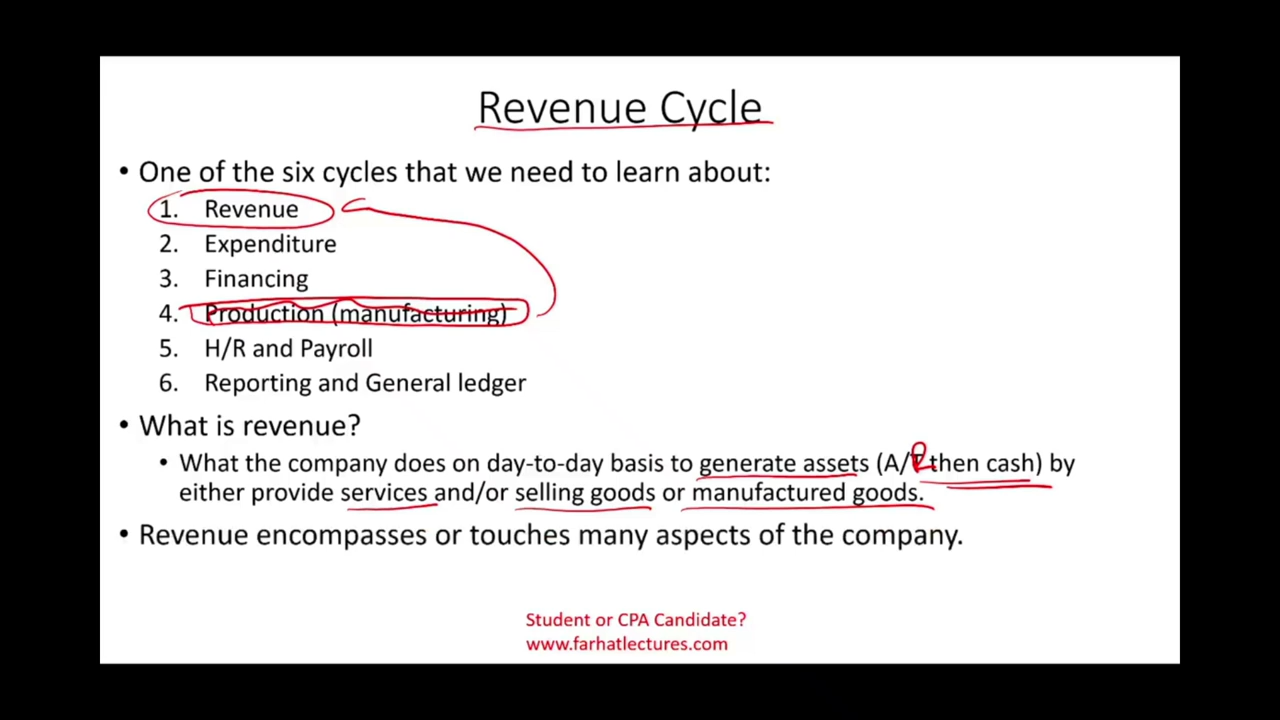 Revenue Cycle
• One of the six cycles that we need to learn about:
1. Revenue
2. Expenditure
3. Financing
4. Production (manufacturing)
5. H/R and Payroll
6. Reporting and General ledger
• What is revenue?
• What the company does on day-to-day basis to generate assets (A/R then cash) by
either provide services and/or selling goods or manufactured goods.
• Revenue encompasses or touches many aspects of the company.
Student or CPA Candidate?
www.farhatlectures.com